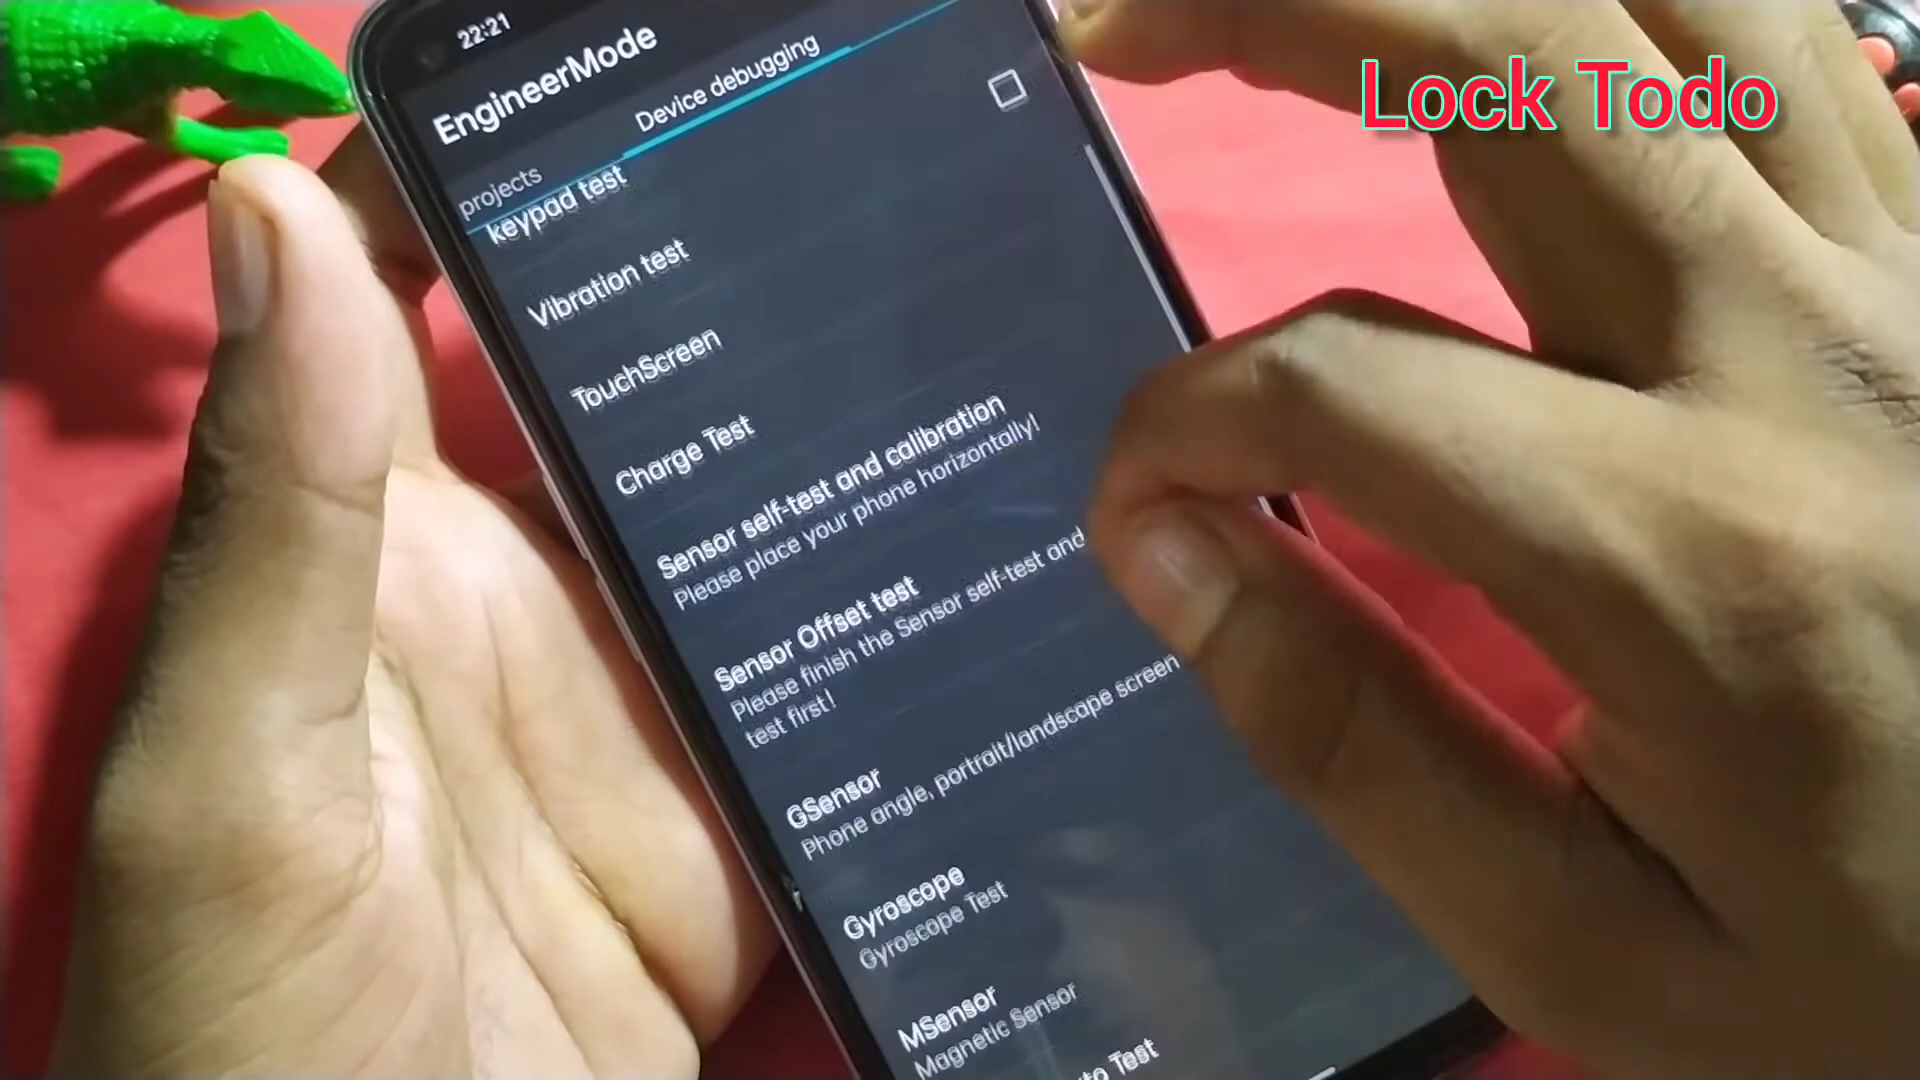 22:21
Lock Todo
EngineerMode
projects
Device debugging
keypad test
Vibration test
TouchScreen
Charge Test
Sensor self-test and calibration
Please place your phone horizontally!
Sensor Offset test
Please finish the Sensor self-test and
test first!
GSensor
Phone angle, portrait/landscape screen
Gyroscope
Gyroscope Test
MSensor
Magnetic Sensor
Test